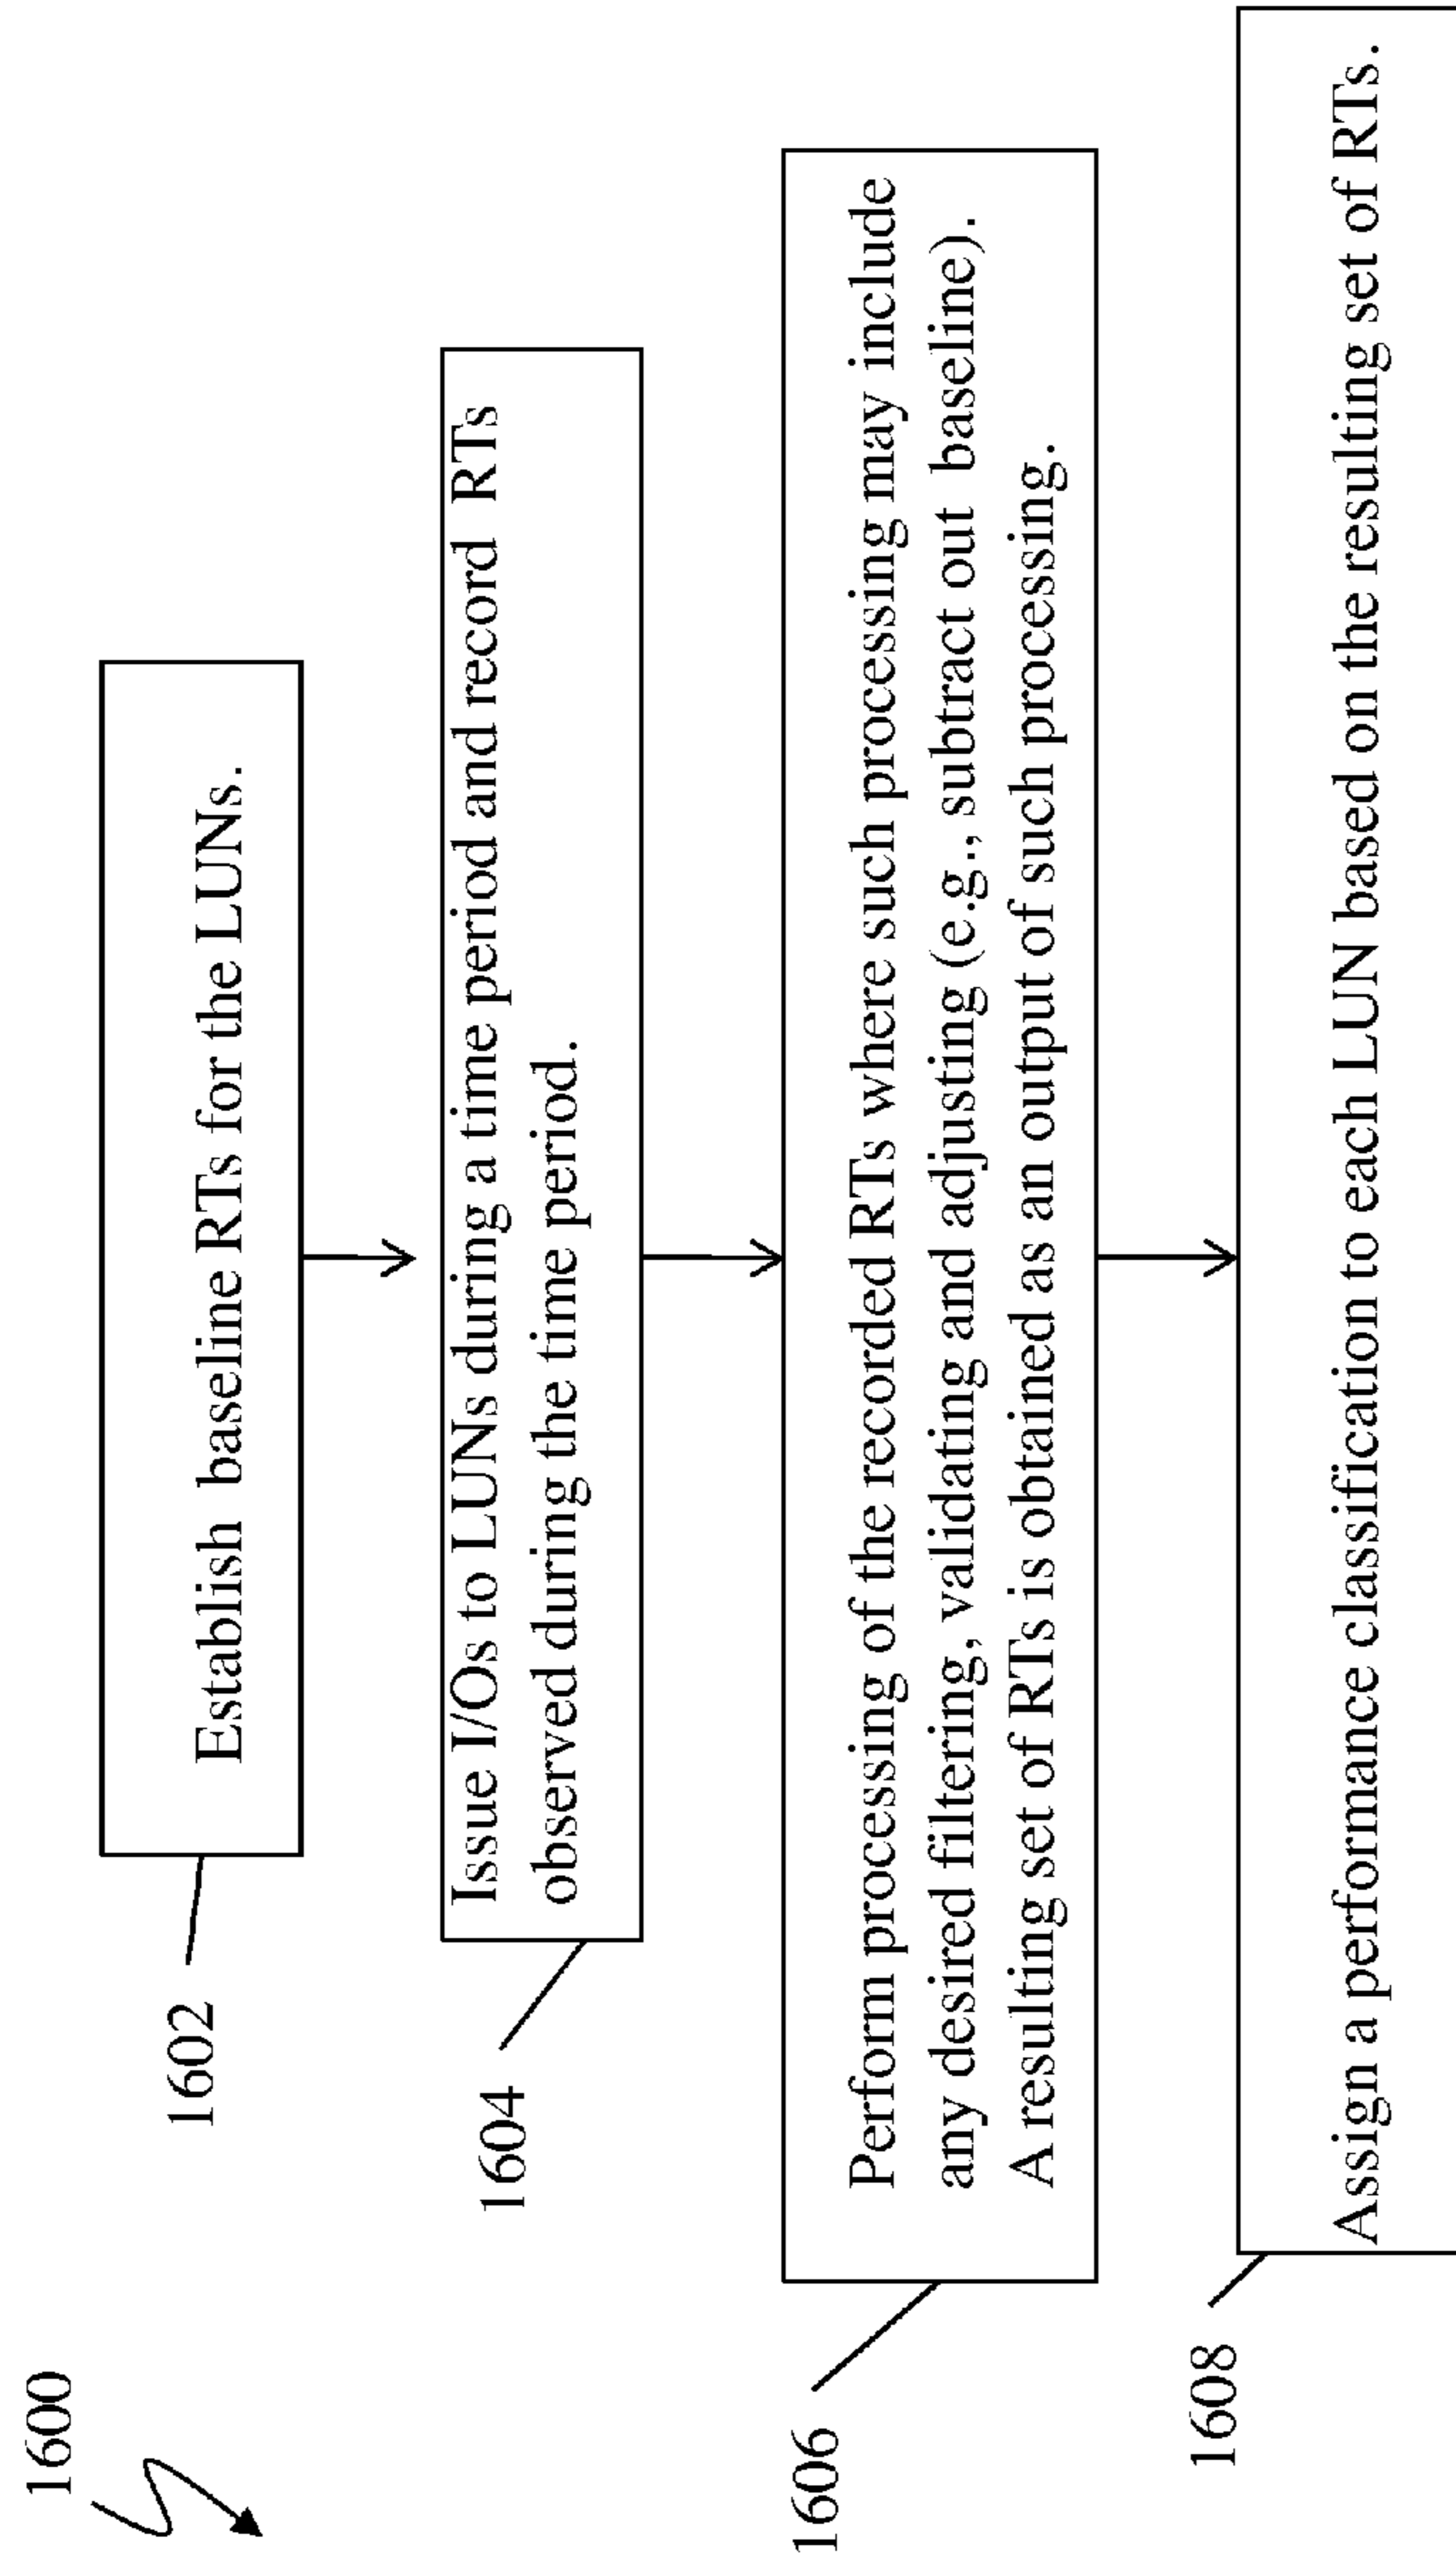 1600
1602
Establish baseline RTs for the LUNs.
1604
Issue I/Os to LUNs during a time period and record RTs
observed during the time period.
1606
Perform processing of the recorded RTs where such processing may include
any desired filtering, validating and adjusting (e.g., subtract out baseline).
A resulting set of RTs is obtained as an output of such processing.
1608
Assign a performance classification to each LUN based on the resulting set of RTs.